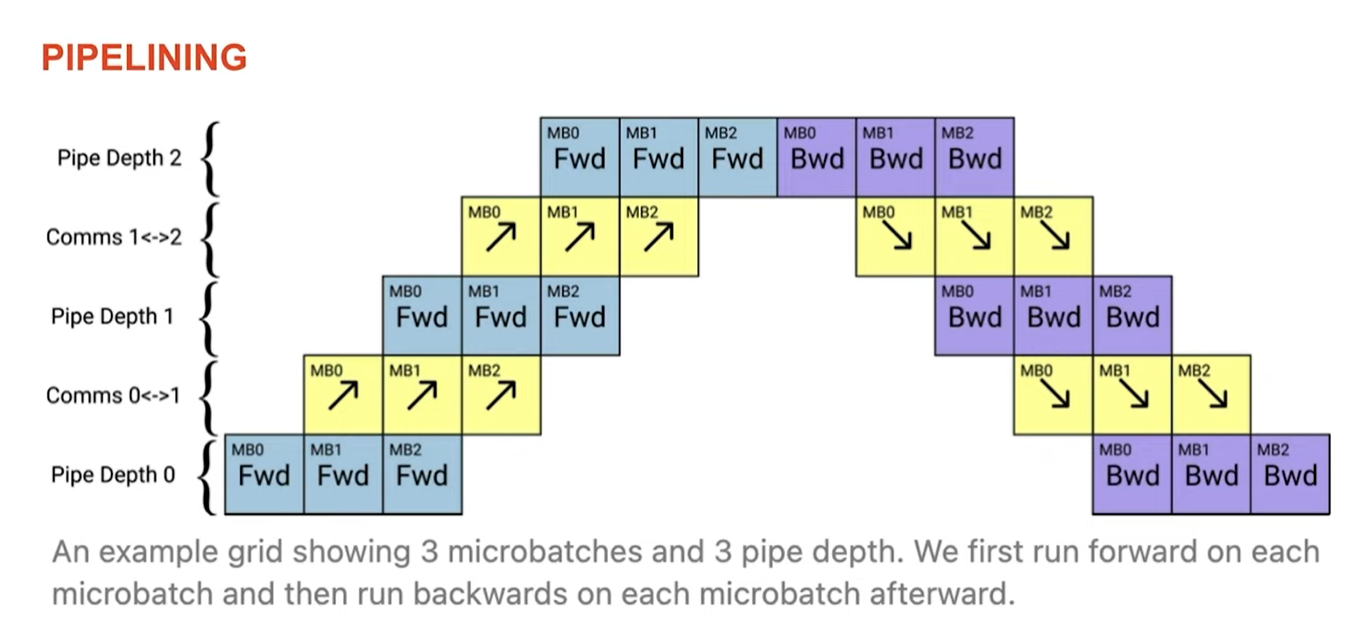 PIPELINING
Pipe Depth 2
MB0 MB1 MB2 MB0 MB1 MB2
Fwd Fwd Fwd Bwd Bwd Bwd
Comms 1<->2
MB0 MB1 MB2 MB0 MB1 MB2
Pipe Depth 1
MB0 MB1 MB2 MB0 MB1 MB2
Fwd Fwd Fwd Bwd Bwd Bwd
Comms 0<->1
MB0 MB1 MB2 MB0 MB1 MB2
Pipe Depth 0
MB0 MB1 MB2 MB0 MB1 MB2
Fwd Fwd Fwd Bwd Bwd Bwd
An example grid showing 3 microbatches and 3 pipe depth. We first run forward on each
microbatch and then run backwards on each microbatch afterward.